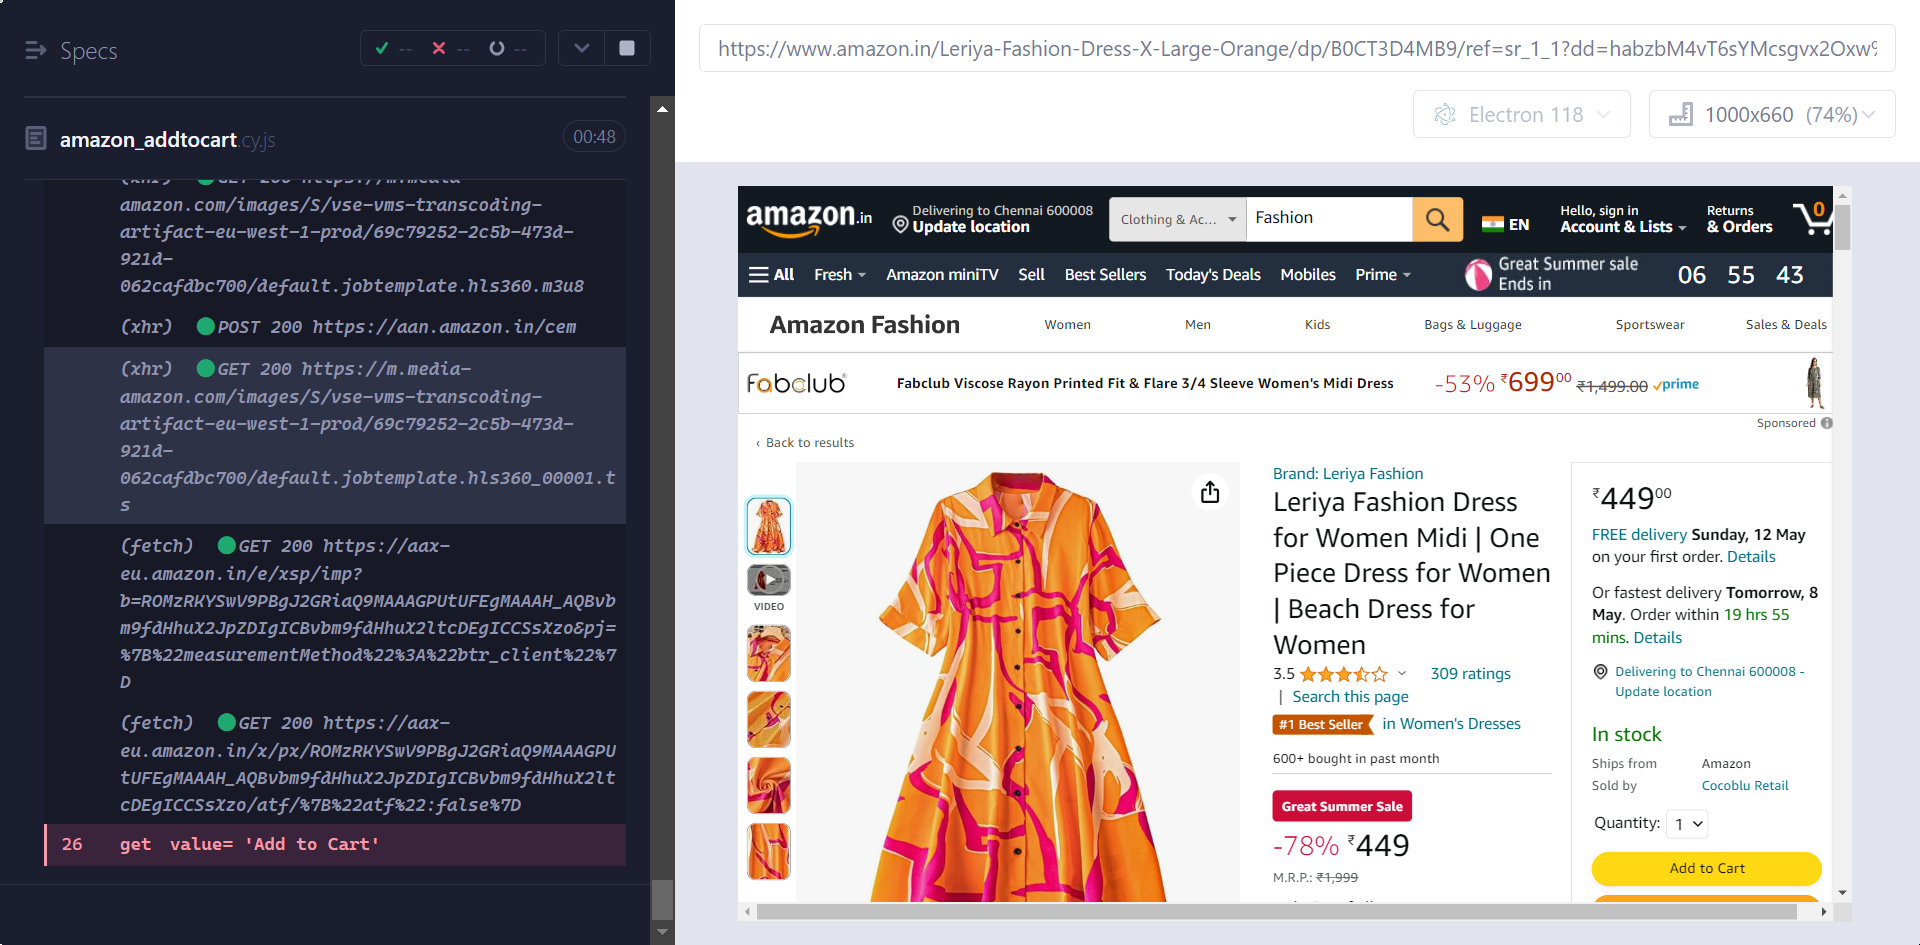 Specs
-- -- --
amazon_addtocart.cy.js
00:48
(xhr) GET 200 https://m.media-
amazon.com/images/S/vse-vms-transcoding-
artifact-eu-west-1-prod/69c79252-2c5b-473d-
921d-
062cafdbc700/default.jobtemplate.hls360.m3u8
(xhr) POST 200 https://aan.amazon.in/cem
(xhr) GET 200 https://m.media-
amazon.com/images/S/vse-vms-transcoding-
artifact-eu-west-1-prod/69c79252-2c5b-473d-
921d-
062cafdbc700/default.jobtemplate.hls360_00001.t
s
(fetch) GET 200 https://aax-
eu.amazon.in/e/xsp/imp?
b=ROMzRKYSwV9PBgJ2GRiaQ9MAAAGPUtUFEgMAAAH_AQBvb
m9fdHhuX2JpZDIgICBvbm9fdHhuX2ltcDEgICCSsXzo&pj=
%7B%22measurementMethod%22%3A%22btr_client%22%7
D
(fetch) GET 200 https://aax-
eu.amazon.in/x/px/ROMzRKYSwV9PBgJ2GRiaQ9MAAAGPU
tUFEgMAAAH_AQBvbm9fdHhuX2JpZDIgICBvbm9fdHhuX2lt
cDEgICCSsXzo/atf/%7B%22atf%22:false%7D
26 get value= 'Add to Cart'
https://www.amazon.in/Leriya-Fashion-Dress-X-Large-Orange/dp/B0CT3D4MB9/ref=sr_1_1?dd=habzbM4vT6sYMcsgvx2Oxw%
Electron 118
1000x660 (74%)
amazon.in
Delivering to Chennai 600008
Update location
Clothing & Ac...
Fashion
EN
Hello, sign in
Account & Lists
Returns
& Orders
0
All Fresh Amazon miniTV Sell Best Sellers Today's Deals Mobiles Prime
Great Summer sale
Ends in
06 55 43
Amazon Fashion
Women Men Kids Bags & Luggage Sportswear Sales & Deals
Fabclub
Fabclub Viscose Rayon Printed Fit & Flare 3/4 Sleeve Women's Midi Dress
-53% ₹69900 ₹1,499.00 prime
Sponsored
‹ Back to results
VIDEO
Brand: Leriya Fashion
Leriya Fashion Dress
for Women Midi | One
Piece Dress for Women
| Beach Dress for
Women
3.5 309 ratings
| Search this page
#1 Best Seller in Women's Dresses
600+ bought in past month
Great Summer Sale
-78% ₹449
M.R.P.: ₹1,999
₹44900
FREE delivery Sunday, 12 May
on your first order. Details
Or fastest delivery Tomorrow, 8
May. Order within 19 hrs 55
mins. Details
Delivering to Chennai 600008 -
Update location
In stock
Ships from Amazon
Sold by Cocoblu Retail
Quantity: 1
Add to Cart